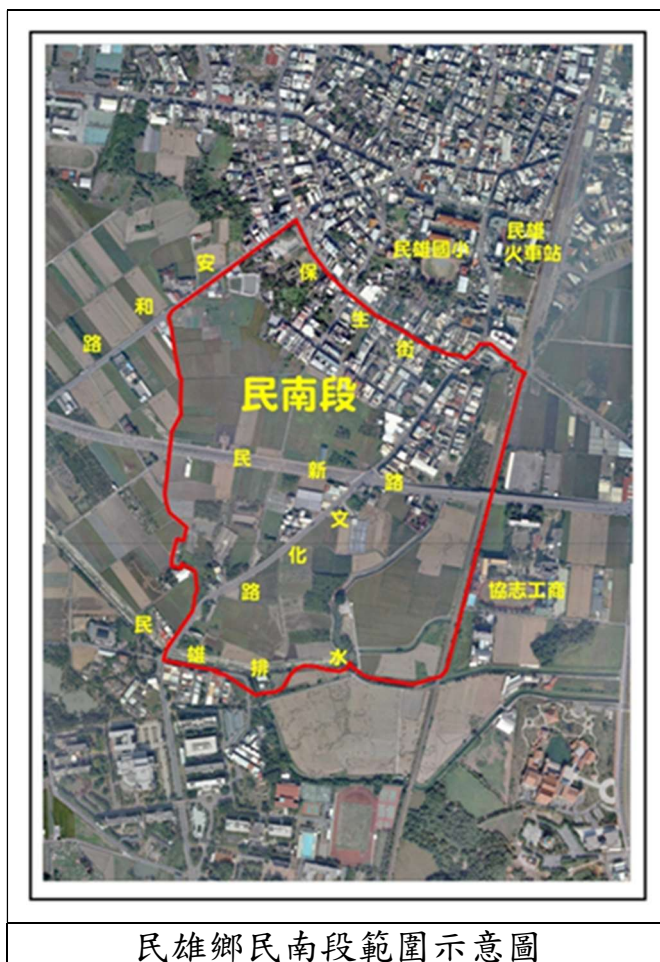 民雄國小
民雄
火車站
安和路
保生街
民南段
民新路
文化路
協志工商
民雄排水
民雄鄉民南段範圍示意圖